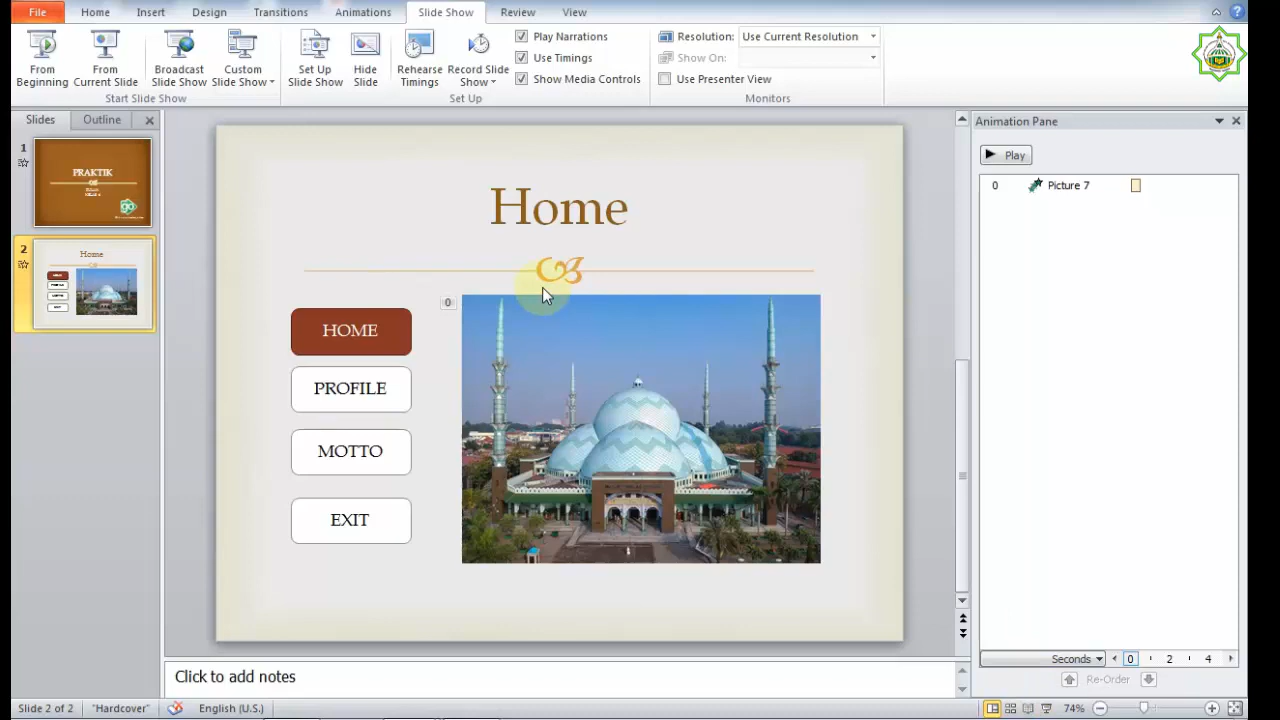 File Home Insert Design Transitions Animations Slide Show Review View
From Beginning
From Current Slide
Broadcast Slide Show
Custom Slide Show
Start Slide Show
Set Up Slide Show
Hide Slide
Rehearse Timings
Record Slide Show
Play Narrations
Use Timings
Show Media Controls
Set Up
Resolution: Use Current Resolution
Show On:
Use Presenter View
Monitors
Slides Outline
1
PRAKTIK
2
Home
Home
0
HOME
PROFILE
MOTTO
EXIT
Click to add notes
Animation Pane
Play
0 Picture 7
Seconds 0 2 4
Re-Order
Slide 2 of 2 "Hardcover" English (U.S.) 74%